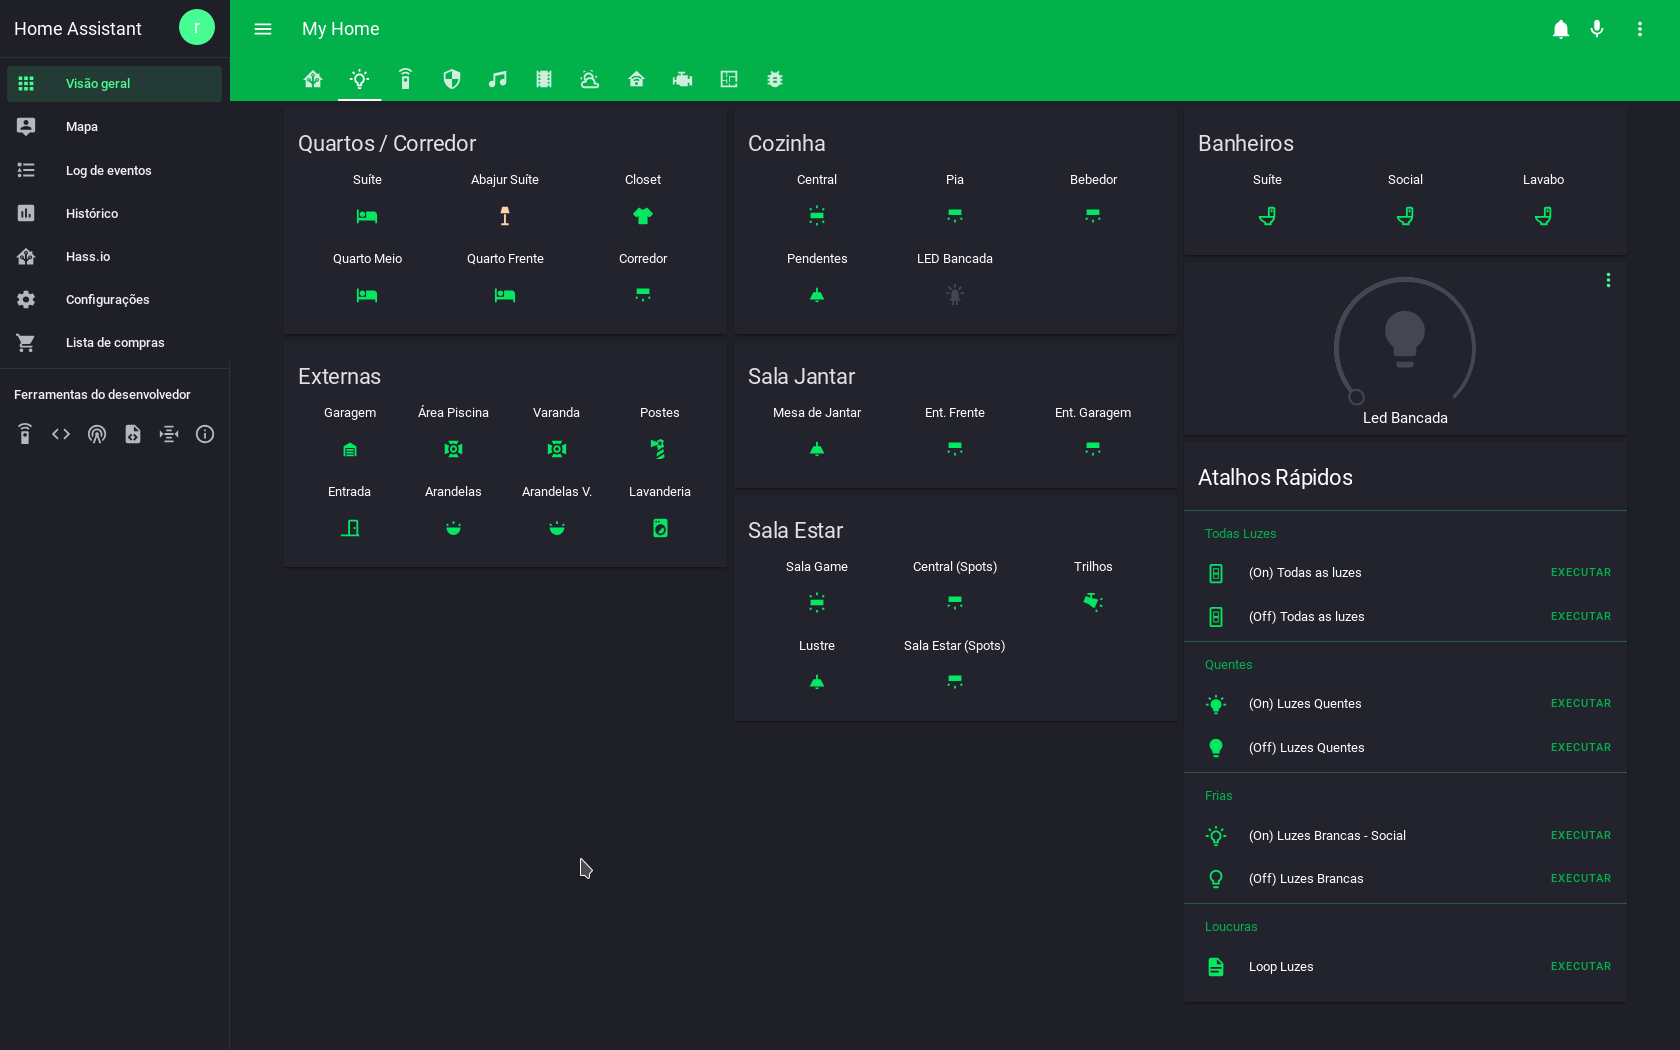 Home Assistant
r
My Home
Visão geral
Mapa
Log de eventos
Histórico
Hass.io
Configurações
Lista de compras
Ferramentas do desenvolvedor
Quartos / Corredor
Suíte Abajur Suíte Closet
Quarto Meio Quarto Frente Corredor
Externas
Garagem Área Piscina Varanda Postes
Entrada Arandelas Arandelas V. Lavanderia
Cozinha
Central Pia Bebedor
Pendentes LED Bancada
Sala Jantar
Mesa de Jantar Ent. Frente Ent. Garagem
Sala Estar
Sala Game Central (Spots) Trilhos
Lustre Sala Estar (Spots)
Banheiros
Suíte Social Lavabo
Led Bancada
Atalhos Rápidos
Todas Luzes
(On) Todas as luzes EXECUTAR
(Off) Todas as luzes EXECUTAR
Quentes
(On) Luzes Quentes EXECUTAR
(Off) Luzes Quentes EXECUTAR
Frias
(On) Luzes Brancas - Social EXECUTAR
(Off) Luzes Brancas EXECUTAR
Loucuras
Loop Luzes EXECUTAR